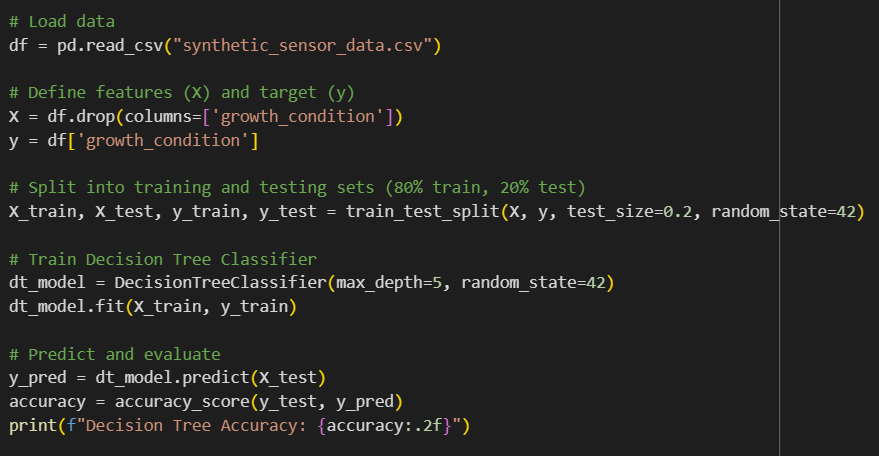 # Load data
df = pd.read_csv("synthetic_sensor_data.csv")
# Define features (X) and target (y)
X = df.drop(columns=['growth_condition'])
y = df['growth_condition']
# Split into training and testing sets (80% train, 20% test)
X_train, X_test, y_train, y_test = train_test_split(X, y, test_size=0.2, random_state=42)
# Train Decision Tree Classifier
dt_model = DecisionTreeClassifier(max_depth=5, random_state=42)
dt_model.fit(X_train, y_train)
# Predict and evaluate
y_pred = dt_model.predict(X_test)
accuracy = accuracy_score(y_test, y_pred)
print(f"Decision Tree Accuracy: {accuracy:.2f}")